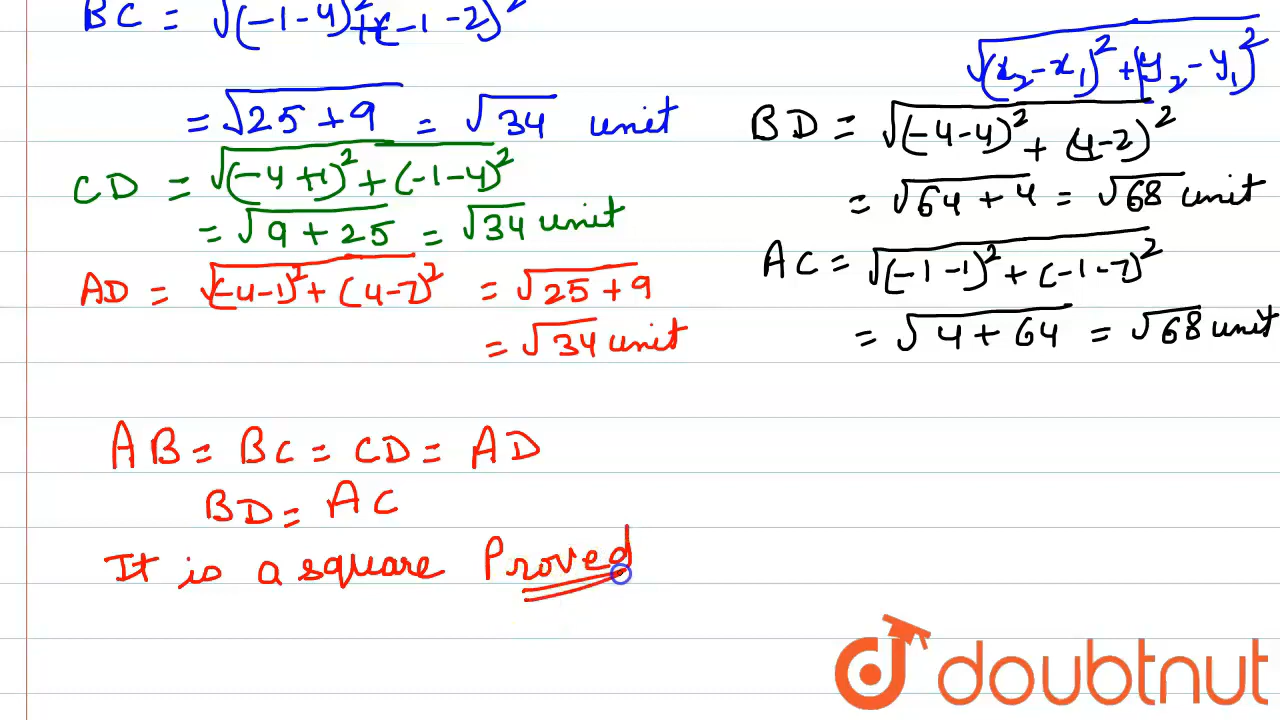 BC = √(-1-4)²+(-1-2)²
= √25+9 = √34 unit
CD = √(-4+1)²+(-1-4)²
= √9+25 = √34 unit
AD = √(-4-1)²+(4-7)² = √25+9
= √34 unit
AB = BC = CD = AD
BD = AC
It is a square Proved
√(x₂-x₁)²+(y₂-y₁)²
BD = √(-4-4)²+(4-2)²
= √64+4 = √68 unit
AC = √(-1-1)²+(-1-7)²
= √4+64 = √68 unit
doubtnut